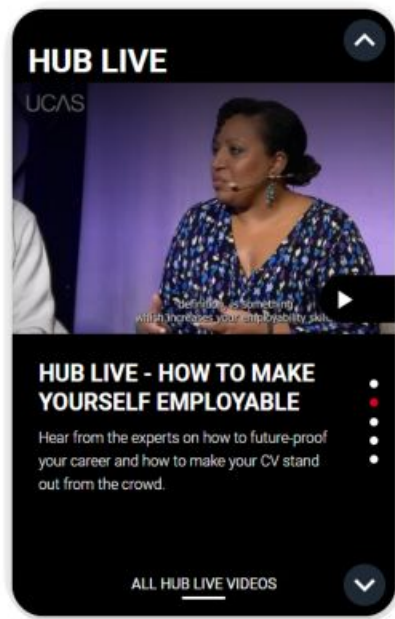 HUB LIVE
UCAS
definition, is something
which increases your employability skills
HUB LIVE - HOW TO MAKE
YOURSELF EMPLOYABLE
Hear from the experts on how to future-proof
your career and how to make your CV stand
out from the crowd.
ALL HUB LIVE VIDEOS